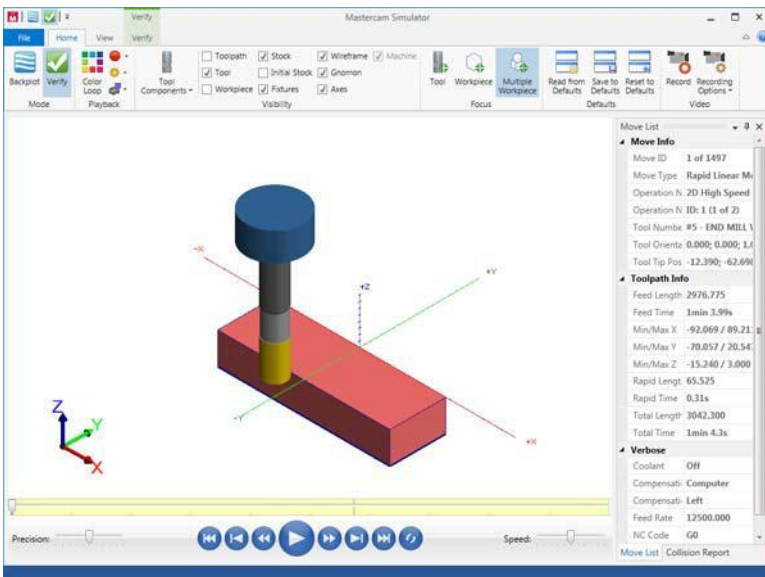 Verify
Mastercam Simulator
File Home View Verify
Backplot Verify
Color Loop
Tool Components
Toolpath Stock Wireframe Machine
Tool Initial Stock Gnomon
Workpiece Fixtures Axes
Tool Workpiece Multiple Workpiece
Read from Defaults Save to Defaults Reset to Defaults
Record Recording Options
Mode Playback Visibility Focus Defaults Video
Move List
Move Info
Move ID 1 of 1497
Move Type Rapid Linear M
Operation N 2D High Speed
Operation N ID: 1 (1 of 2)
Tool Numbe #5 - END MILL
Tool Orienta 0.000; 0.000; 1.0
Tool Tip Pos -12.390; -62.698
Toolpath Info
Feed Length 2976.775
Feed Time 1min 3.99s
Min/Max X -92.069 / 89.21
Min/Max Y -70.057 / 20.54
Min/Max Z -15.240 / 3.000
Rapid Lengt 65.525
Rapid Time 0.31s
Total Length 3042.300
Total Time 1min 4.3s
Verbose
Coolant Off
Compensati Computer
Compensati Left
Feed Rate 12500.000
NC Code G0
Move List Collision Report
-X
+Y
+Z
-Y
+X
Z
Y
X
Precision:
Speed: